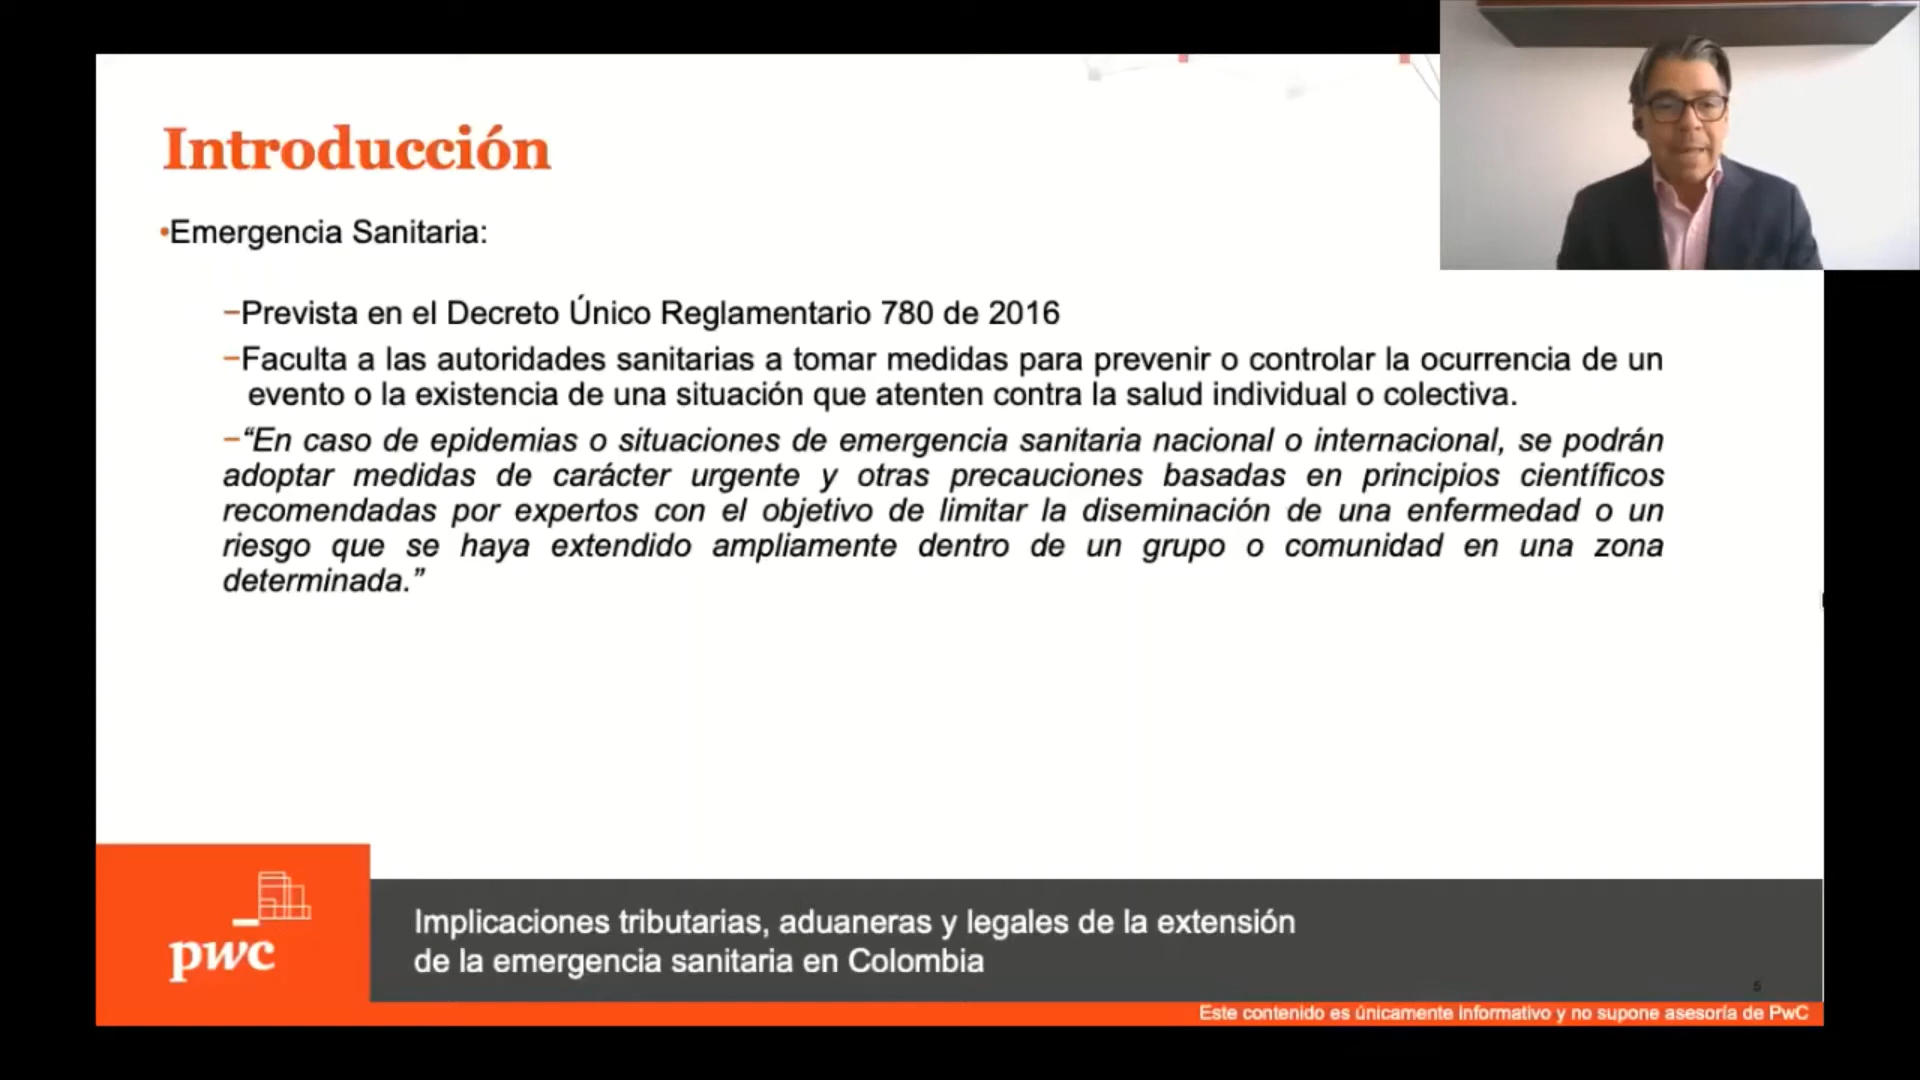 Introducción
•Emergencia Sanitaria:
–Prevista en el Decreto Único Reglamentario 780 de 2016
–Faculta a las autoridades sanitarias a tomar medidas para prevenir o controlar la ocurrencia de un
evento o la existencia de una situación que atenten contra la salud individual o colectiva.
–“En caso de epidemias o situaciones de emergencia sanitaria nacional o internacional, se podrán
adoptar medidas de carácter urgente y otras precauciones basadas en principios científicos
recomendadas por expertos con el objetivo de limitar la diseminación de una enfermedad o un
riesgo que se haya extendido ampliamente dentro de un grupo o comunidad en una zona
determinada.”
pwc
Implicaciones tributarias, aduaneras y legales de la extensión
de la emergencia sanitaria en Colombia
5
Este contenido es únicamente informativo y no supone asesoría de PwC